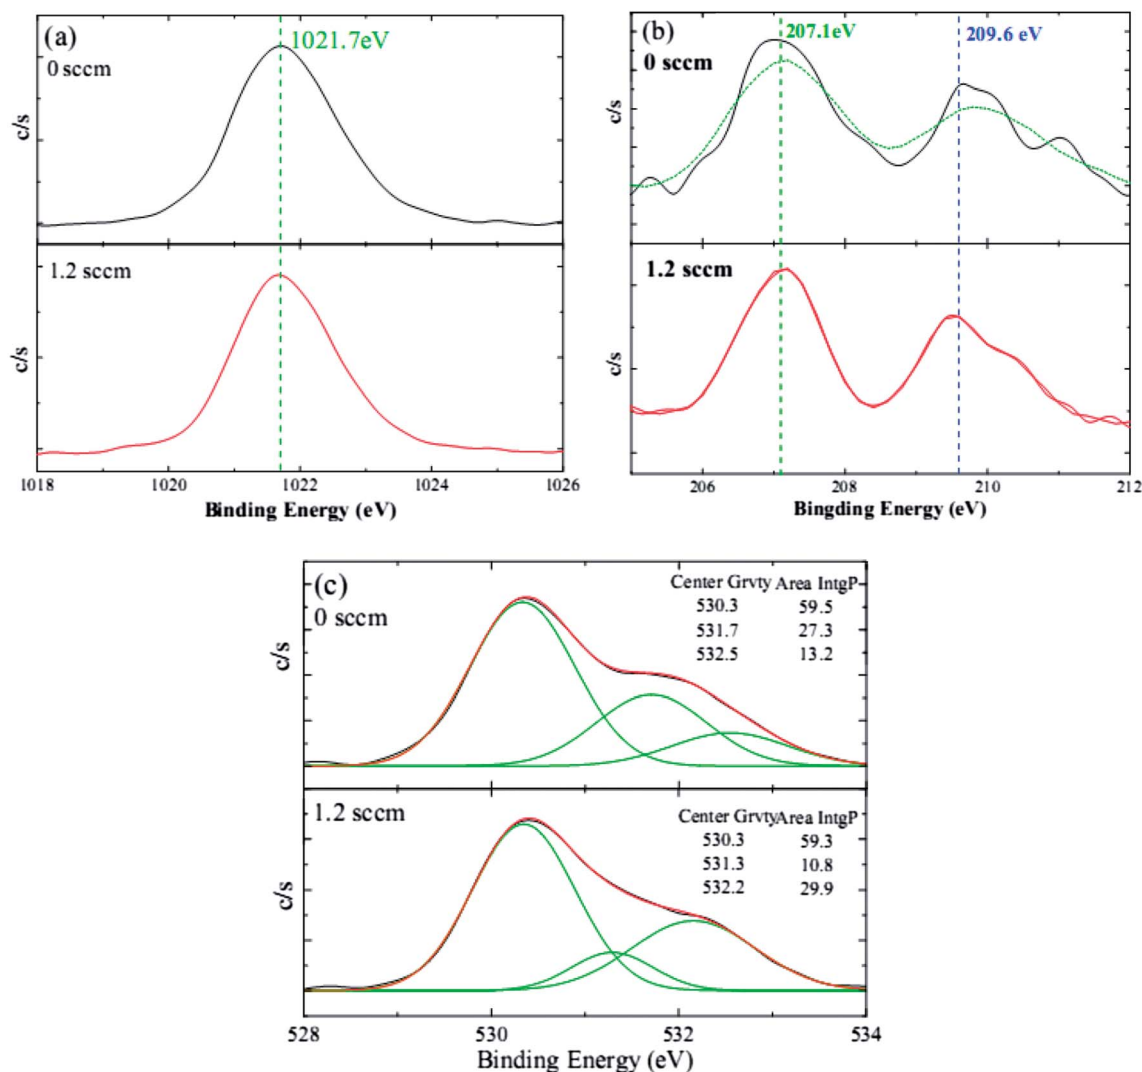 (a)
1021.7eV
0 sccm
c/s
1.2 sccm
c/s
1018 1020 1022 1024 1026
Binding Energy (eV)
(b)
207.1eV
209.6 eV
0 sccm
c/s
1.2 sccm
c/s
206 208 210 212
Bingding Energy (eV)
(c)
0 sccm
c/s
Center Grvty Area IntgP
530.3 59.5
531.7 27.3
532.5 13.2
1.2 sccm
c/s
Center Grvty Area IntgP
530.3 59.3
531.3 10.8
532.2 29.9
528 530 532 534
Binding Energy (eV)